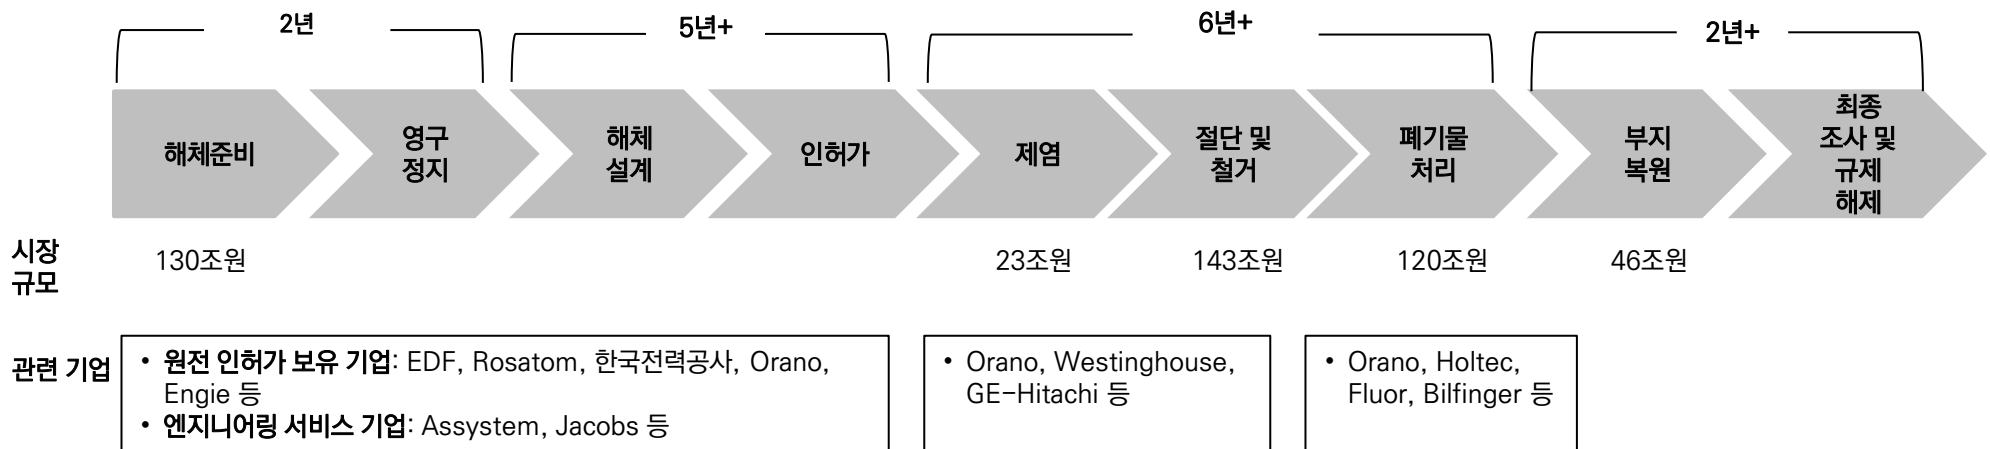 2년
5년+
6년+
2년+
해체준비
영구
정지
해체
설계
인허가
제염
절단 및
철거
폐기물
처리
부지
복원
최종
조사 및
규제
해제
시장
규모
130조원
23조원
143조원
120조원
46조원
관련 기업
• 원전 인허가 보유 기업: EDF, Rosatom, 한국전력공사, Orano,
Engie 등
• 엔지니어링 서비스 기업: Assystem, Jacobs 등
• Orano, Westinghouse,
GE-Hitachi 등
• Orano, Holtec,
Fluor, Bilfinger 등